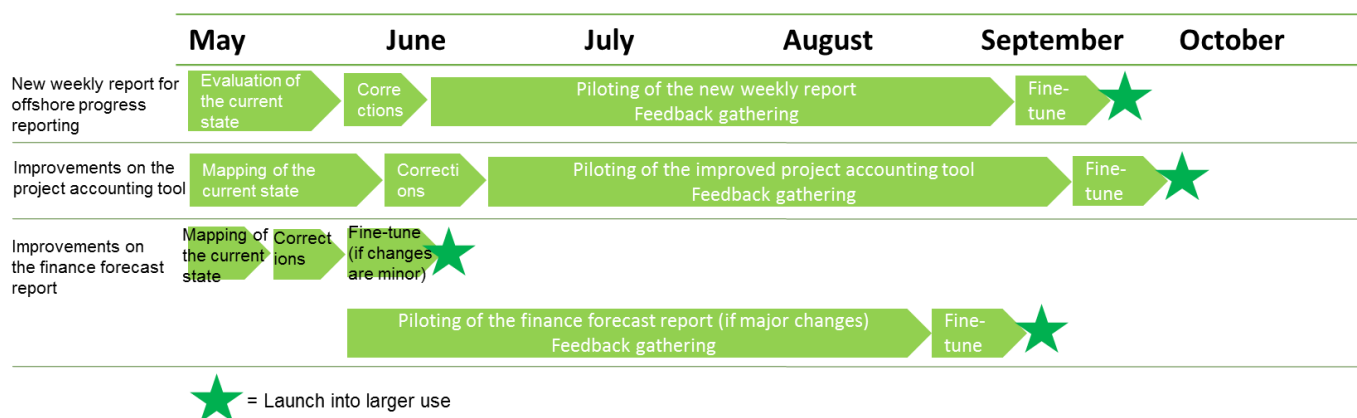 May June July August September October
New weekly report for
offshore progress
reporting
Evaluation of
the current
state
Corre
ctions
Piloting of the new weekly report
Feedback gathering
Fine-
tune
Improvements on the
project accounting tool
Mapping of the
current state
Correcti
ons
Piloting of the improved project accounting tool
Feedback gathering
Fine-
tune
Improvements on
the finance forecast
report
Mapping of
the current
state
Correct
ions
Fine-tune
(if changes
are minor)
Piloting of the finance forecast report (if major changes)
Feedback gathering
Fine-
tune
= Launch into larger use